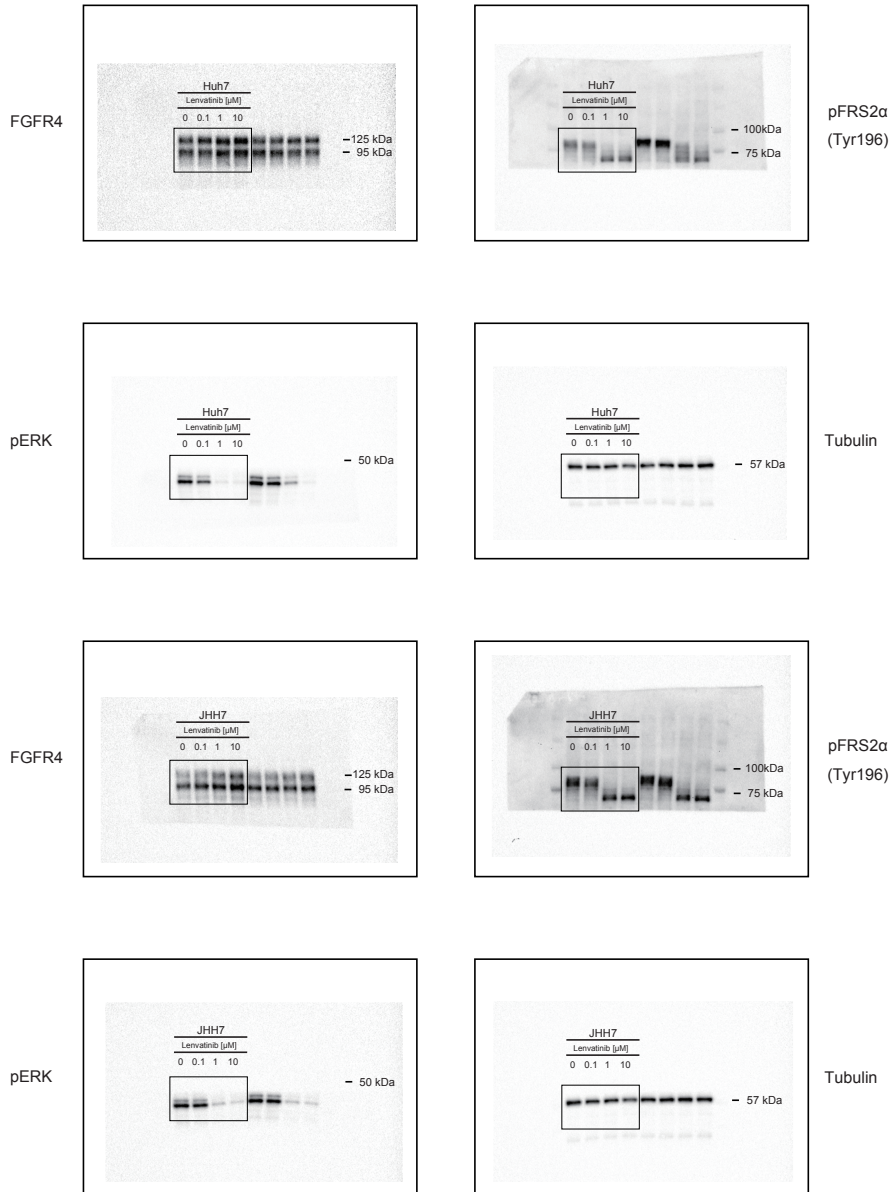 FGFR4
Huh7
Lenvatinib [µM]
0 0.1 1 10
125 kDa
95 kDa
Huh7
Lenvatinib [µM]
0 0.1 1 10
100kDa
75 kDa
pFRS2α
(Tyr196)
pERK
Huh7
Lenvatinib [µM]
0 0.1 1 10
50 kDa
Huh7
Lenvatinib [µM]
0 0.1 1 10
57 kDa
Tubulin
FGFR4
JHH7
Lenvatinib [µM]
0 0.1 1 10
125 kDa
95 kDa
JHH7
Lenvatinib [µM]
0 0.1 1 10
100kDa
75 kDa
pFRS2α
(Tyr196)
pERK
JHH7
Lenvatinib [µM]
0 0.1 1 10
50 kDa
JHH7
Lenvatinib [µM]
0 0.1 1 10
57 kDa
Tubulin